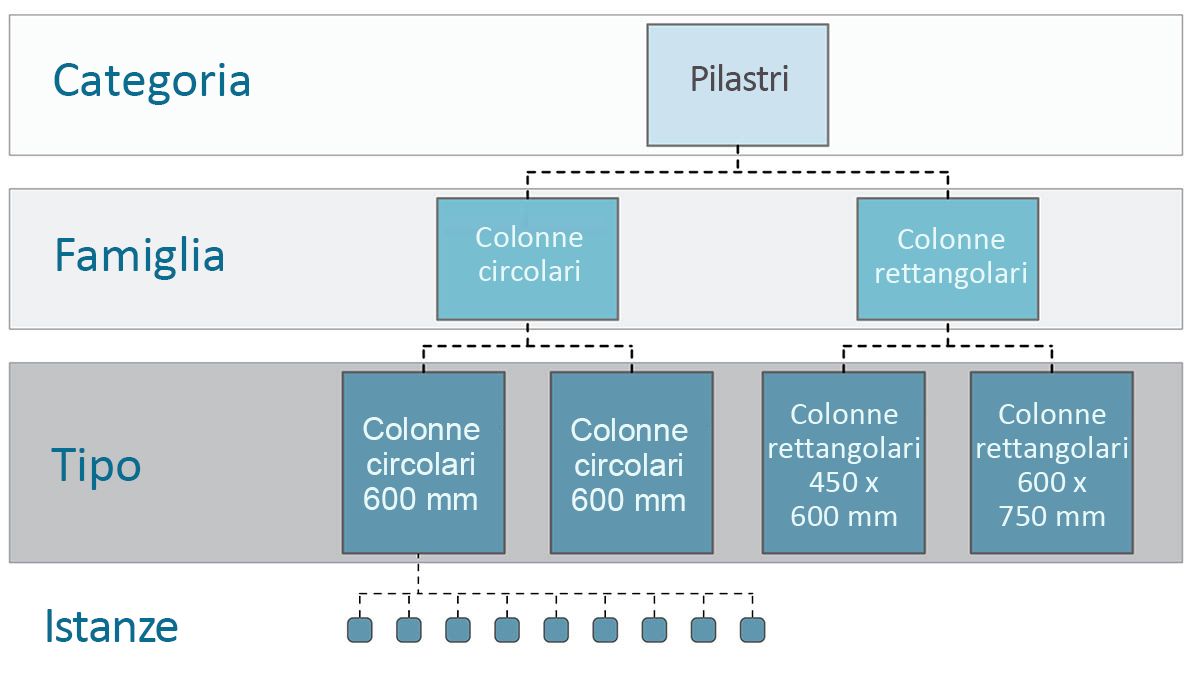 Categoria
Pilastri
Famiglia
Colonne
circolari
Colonne
rettangolari
Tipo
Colonne
circolari
600 mm
Colonne
circolari
600 mm
Colonne
rettangolari
450 x
600 mm
Colonne
rettangolari
600 x
750 mm
Istanze